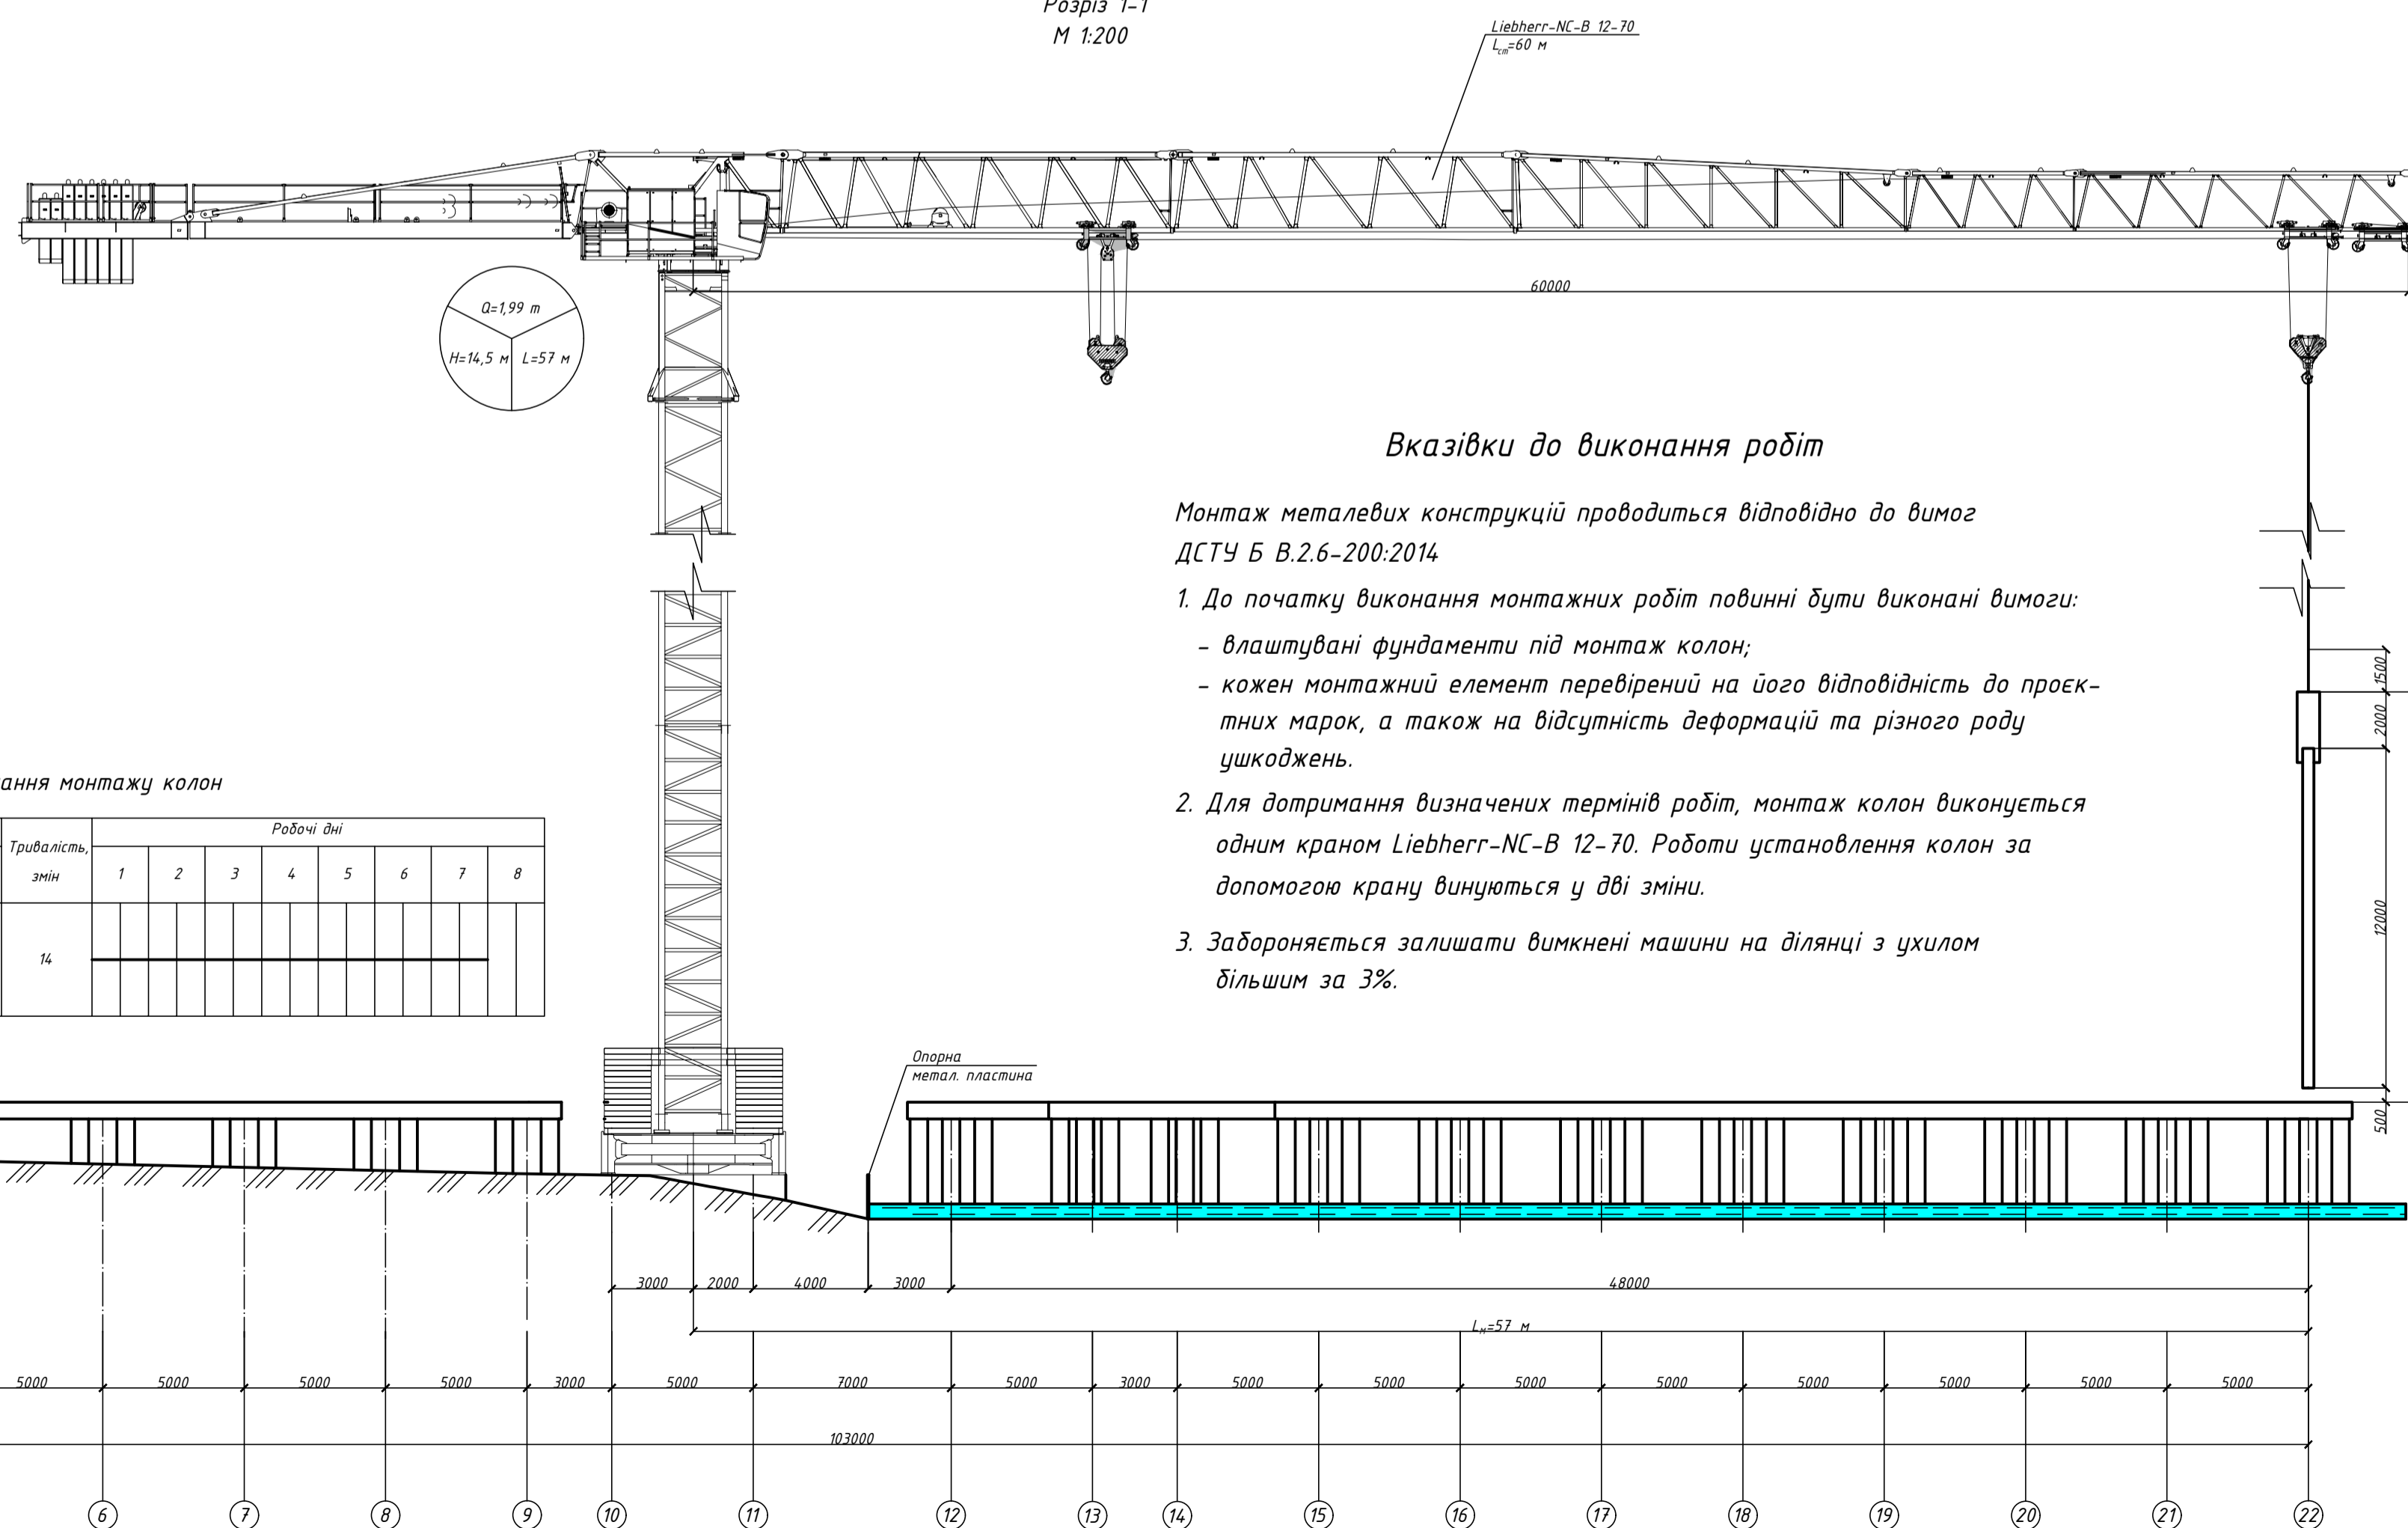 Розріз 1-1
М 1:200
Liebherr-NC-B 12-70
Lст=60 м
60000
Q=1,99 т
H=14,5 м
L=57 м
Вказівки до виконання робіт
Монтаж металевих конструкцій проводиться відповідно до вимог
ДСТУ Б В.2.6-200:2014
1. До початку виконання монтажних робіт повинні бути виконані вимоги:
- влаштувані фундаменти під монтаж колон;
- кожен монтажний елемент перевірений на його відповідність до проєк-
тних марок, а також на відсутність деформацій та різного роду
ушкоджень.
2. Для дотримання визначених термінів робіт, монтаж колон виконується
одним краном Liebherr-NC-B 12-70. Роботи установлення колон за
допомогою крану винуються у дві зміни.
3. Забороняється залишати вимкнені машини на ділянці з ухилом
більшим за 3%.
1500
2000
12000
500
ання монтажу колон
Тривалість,
змін
Робочі дні
1 2 3 4 5 6 7 8
14
Опорна
метал. пластина
3000 2000 4000 3000 48000
Lм=57 м
5000 5000 5000 5000 3000 5000 7000 5000 3000 5000 5000 5000 5000 5000 5000 5000 5000
103000
6 7 8 9 10 11 12 13 14 15 16 17 18 19 20 21 22